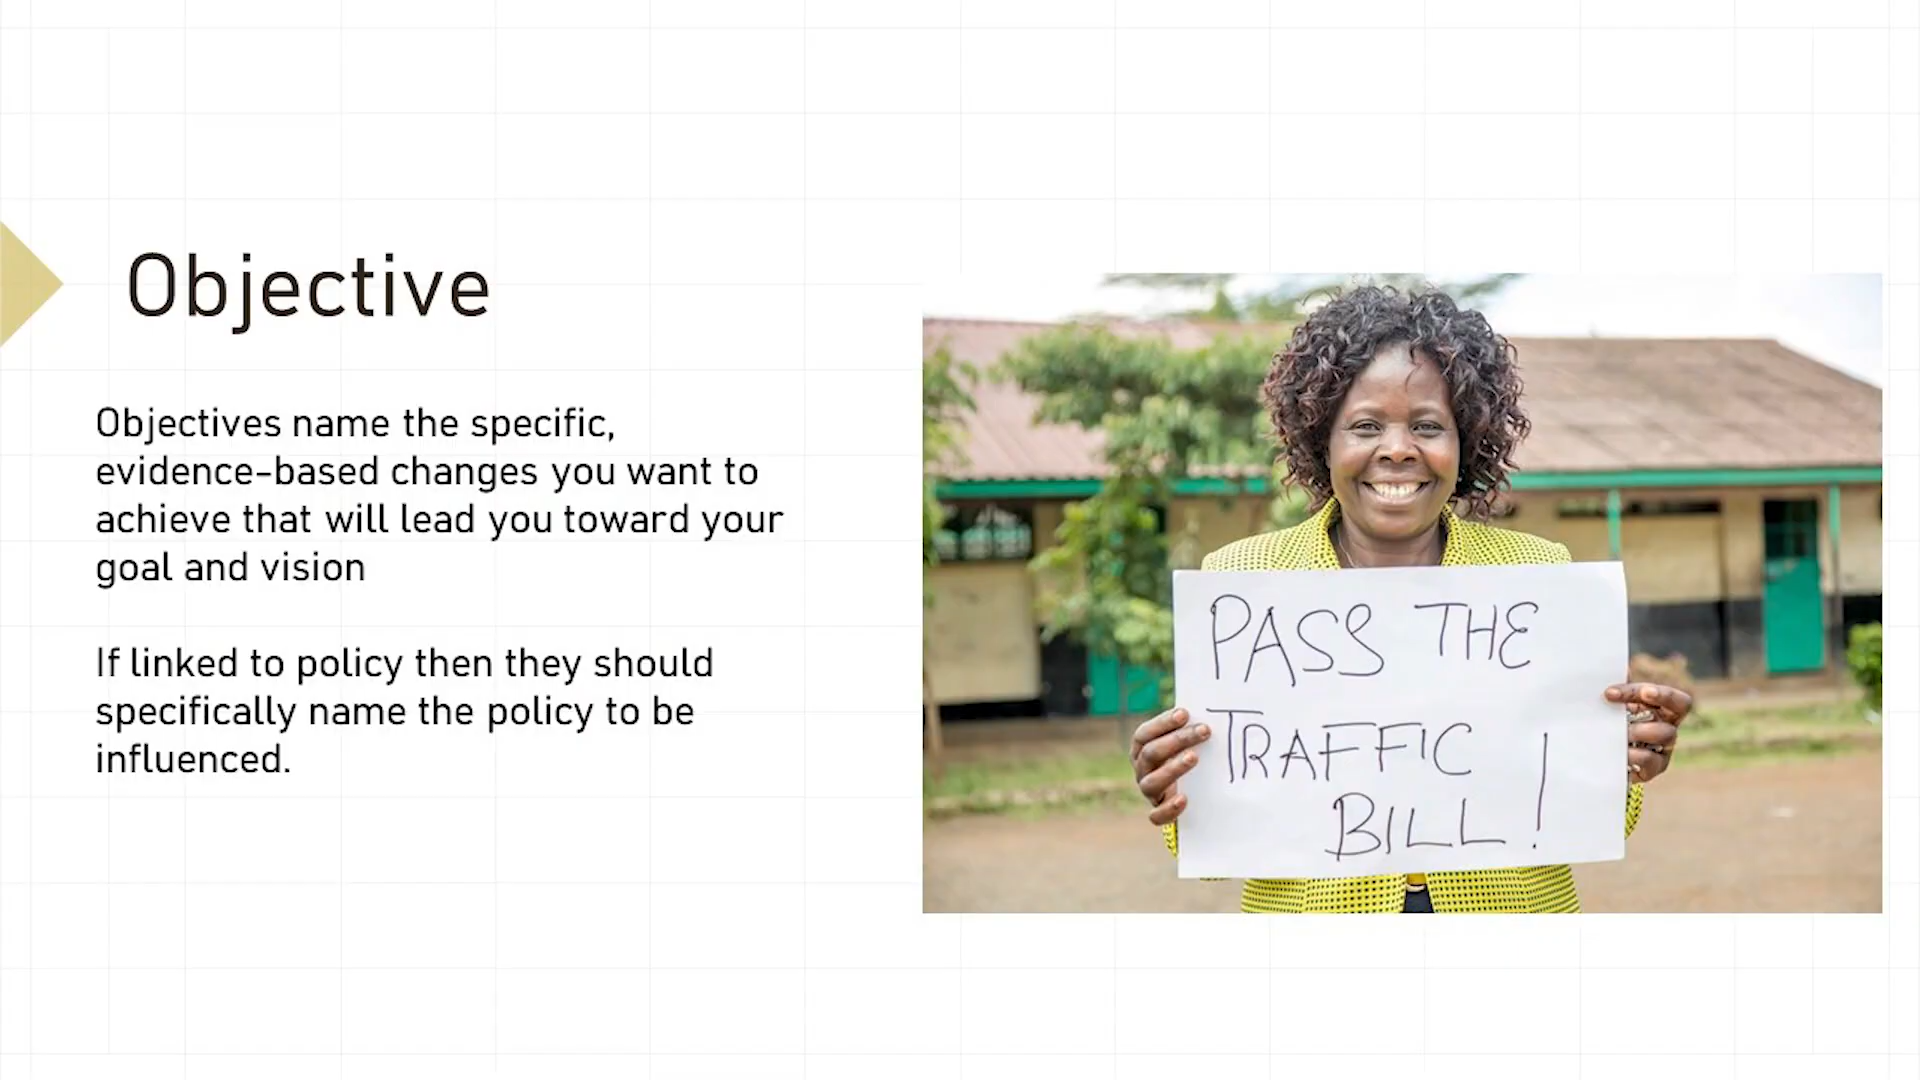 Objective
Objectives name the specific,
evidence-based changes you want to
achieve that will lead you toward your
goal and vision
If linked to policy then they should
specifically name the policy to be
influenced.
PASS THE
TRAFFIC
BILL!